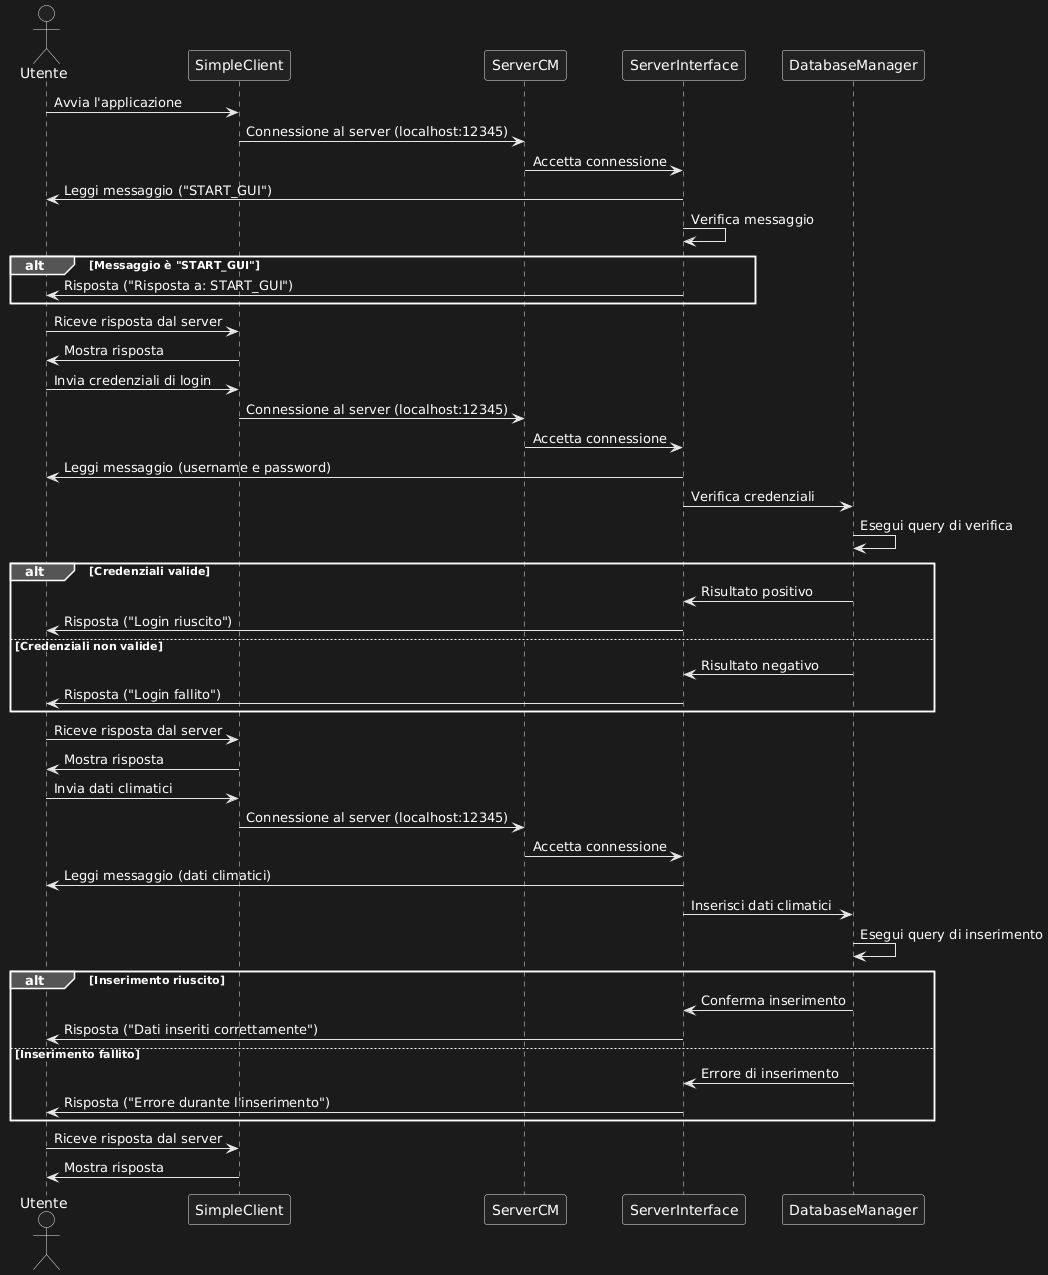 Utente
SimpleClient
ServerCM
ServerInterface
DatabaseManager
Avvia l'applicazione
Connessione al server (localhost:12345)
Accetta connessione
Leggi messaggio ("START_GUI")
Verifica messaggio
alt
[Messaggio è "START_GUI"]
Risposta ("Risposta a: START_GUI")
Riceve risposta dal server
Mostra risposta
Invia credenziali di login
Connessione al server (localhost:12345)
Accetta connessione
Leggi messaggio (username e password)
Verifica credenziali
Esegui query di verifica
alt
[Credenziali valide]
Risultato positivo
Risposta ("Login riuscito")
[Credenziali non valide]
Risultato negativo
Risposta ("Login fallito")
Riceve risposta dal server
Mostra risposta
Invia dati climatici
Connessione al server (localhost:12345)
Accetta connessione
Leggi messaggio (dati climatici)
Inserisci dati climatici
Esegui query di inserimento
alt
[Inserimento riuscito]
Conferma inserimento
Risposta ("Dati inseriti correttamente")
[Inserimento fallito]
Errore di inserimento
Risposta ("Errore durante l'inserimento")
Riceve risposta dal server
Mostra risposta
Utente
SimpleClient
ServerCM
ServerInterface
DatabaseManager